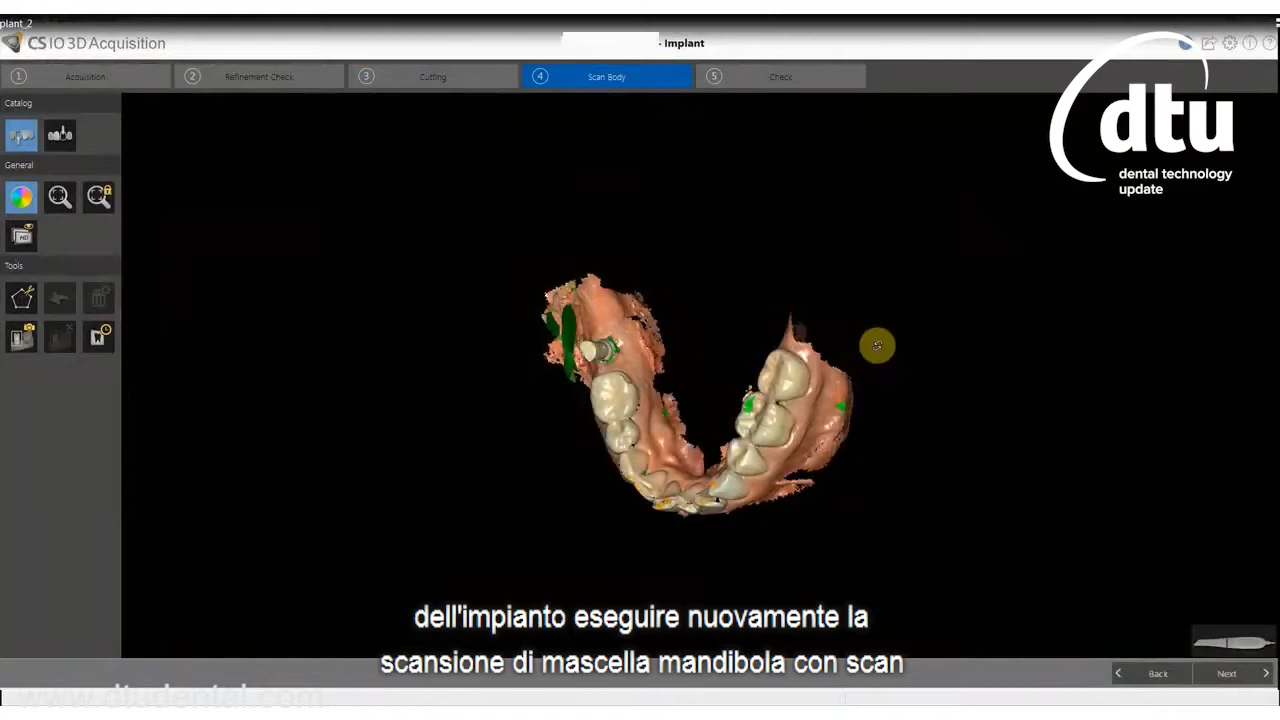 plant_2
CS IO 3D Acquisition
- Implant
1 Acquisition
2 Refinement Check
3 Cutting
4 Scan Body
5 Check
Catalog
General
HD
Tools
dtu
dental technology
update
dell'impianto eseguire nuovamente la
scansione di mascella mandibola con scan
Back
Next
www.dtudental.com